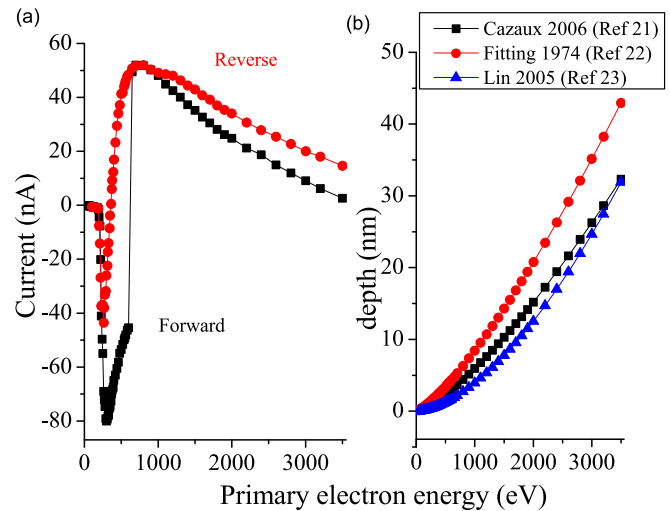 (a)
Reverse
Forward
60
40
20
0
-20
-40
-60
-80
Current (nA)
0
1000
2000
3000
(b)
Cazaux 2006 (Ref 21)
Fitting 1974 (Ref 22)
Lin 2005 (Ref 23)
50
40
30
20
10
0
depth (nm)
0
1000
2000
3000
Primary electron energy (eV)